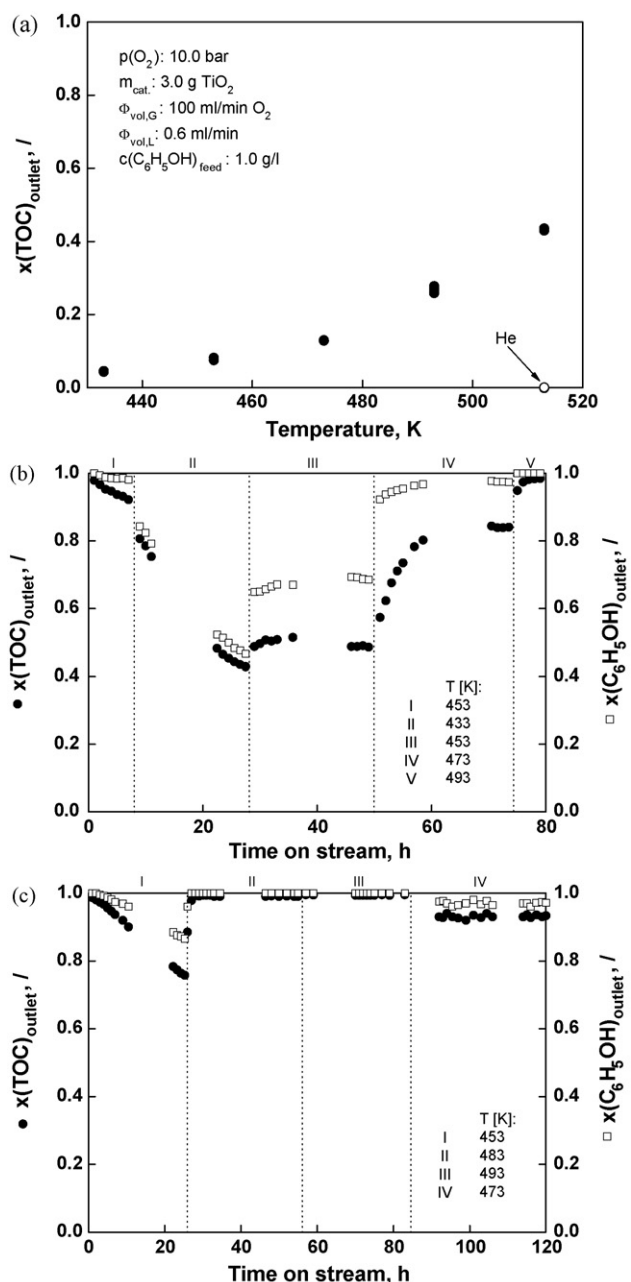 (a)
1.0
0.8
0.6
0.4
0.2
0.0
x(TOC)outlet, /
p(O2): 10.0 bar
mcat.: 3.0 g TiO2
Φvol,G: 100 ml/min O2
Φvol,L: 0.6 ml/min
c(C6H5OH)feed : 1.0 g/l
He
440 460 480 500 520
Temperature, K
(b)
I II III IV V
1.0 1.0
0.8 0.8
0.6 0.6
0.4 0.4
0.2 0.2
0.0 0.0
● x(TOC)outlet, /
□ x(C6H5OH)outlet, /
T [K]:
I 453
II 433
III 453
IV 473
V 493
0 20 40 60 80
Time on stream, h
(c)
I II III IV
1.0 1.0
0.8 0.8
0.6 0.6
0.4 0.4
0.2 0.2
0.0 0.0
● x(TOC)outlet, /
□ x(C6H5OH)outlet, /
T [K]:
I 453
II 483
III 493
IV 473
0 20 40 60 80 100 120
Time on stream, h